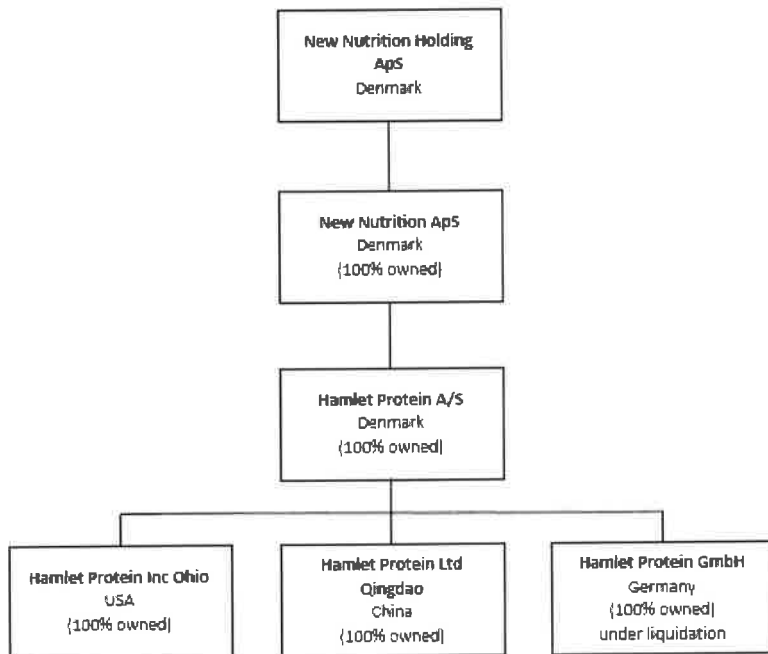 New Nutrition Holding
ApS
Denmark
New Nutrition ApS
Denmark
(100% owned)
Hamlet Protein A/S
Denmark
(100% owned)
Hamlet Protein Inc Ohio
USA
(100% owned)
Hamlet Protein Ltd
Qingdao
China
(100% owned)
Hamlet Protein GmbH
Germany
(100% owned)
under liquidation